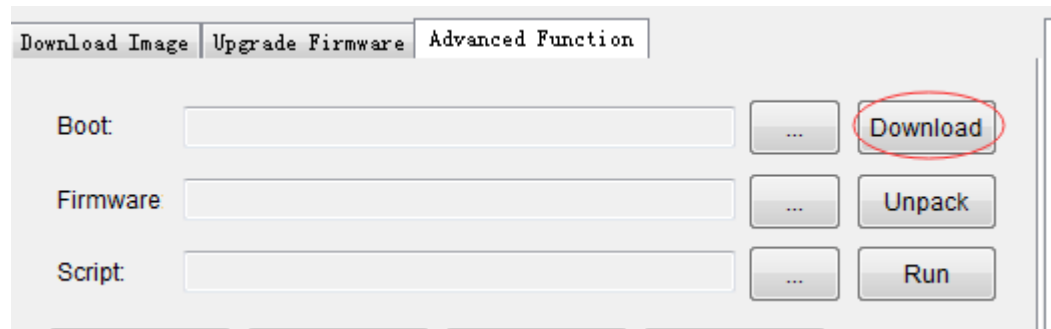 Download Image Upgrade Firmware Advanced Function
Boot: ... Download
Firmware ... Unpack
Script: ... Run